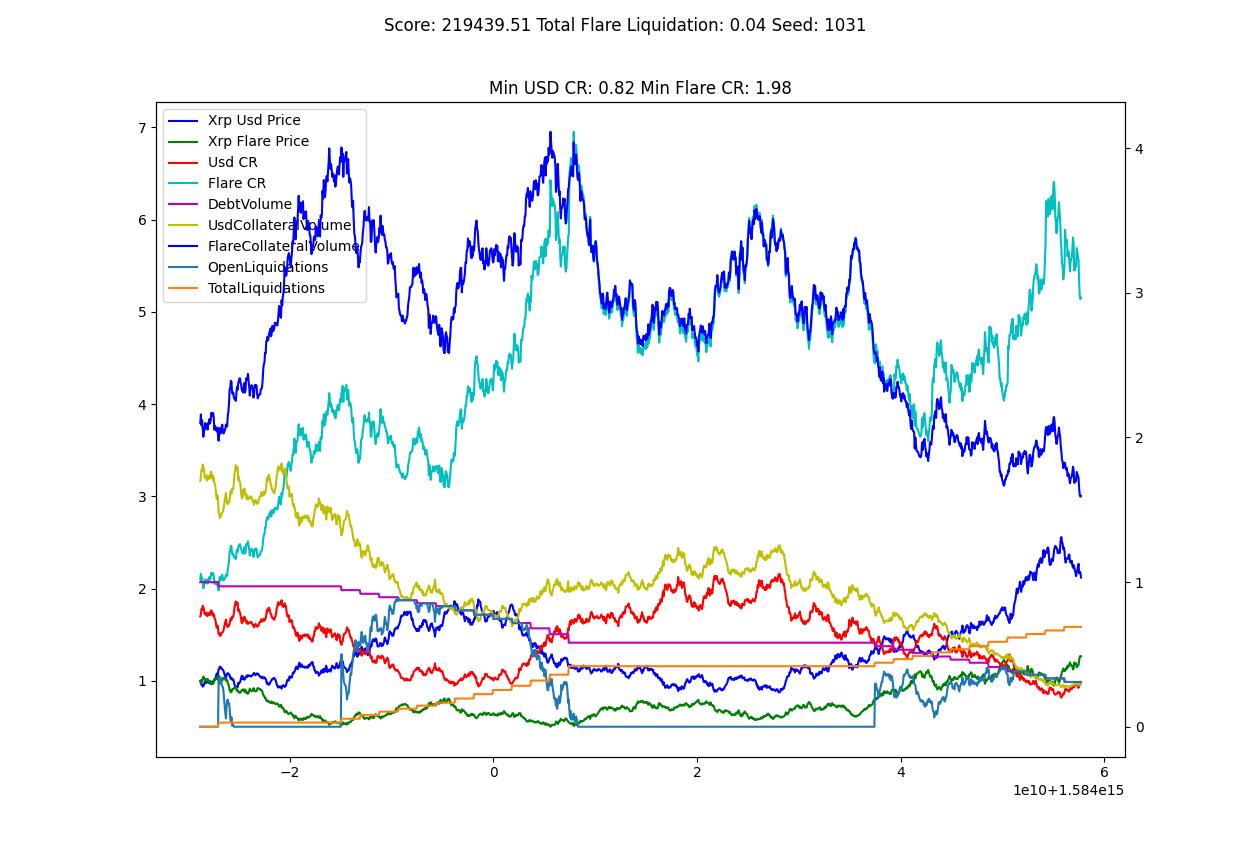 Score: 219439.51 Total Flare Liquidation: 0.04 Seed: 1031
Min USD CR: 0.82 Min Flare CR: 1.98
Xrp Usd Price
Xrp Flare Price
Usd CR
Flare CR
DebtVolume
UsdCollateralVolume
FlareCollateralVolume
OpenLiquidations
TotalLiquidations
7
6
5
4
3
2
1
4
3
2
1
0
−2
0
2
4
6
1e10+1.584e15